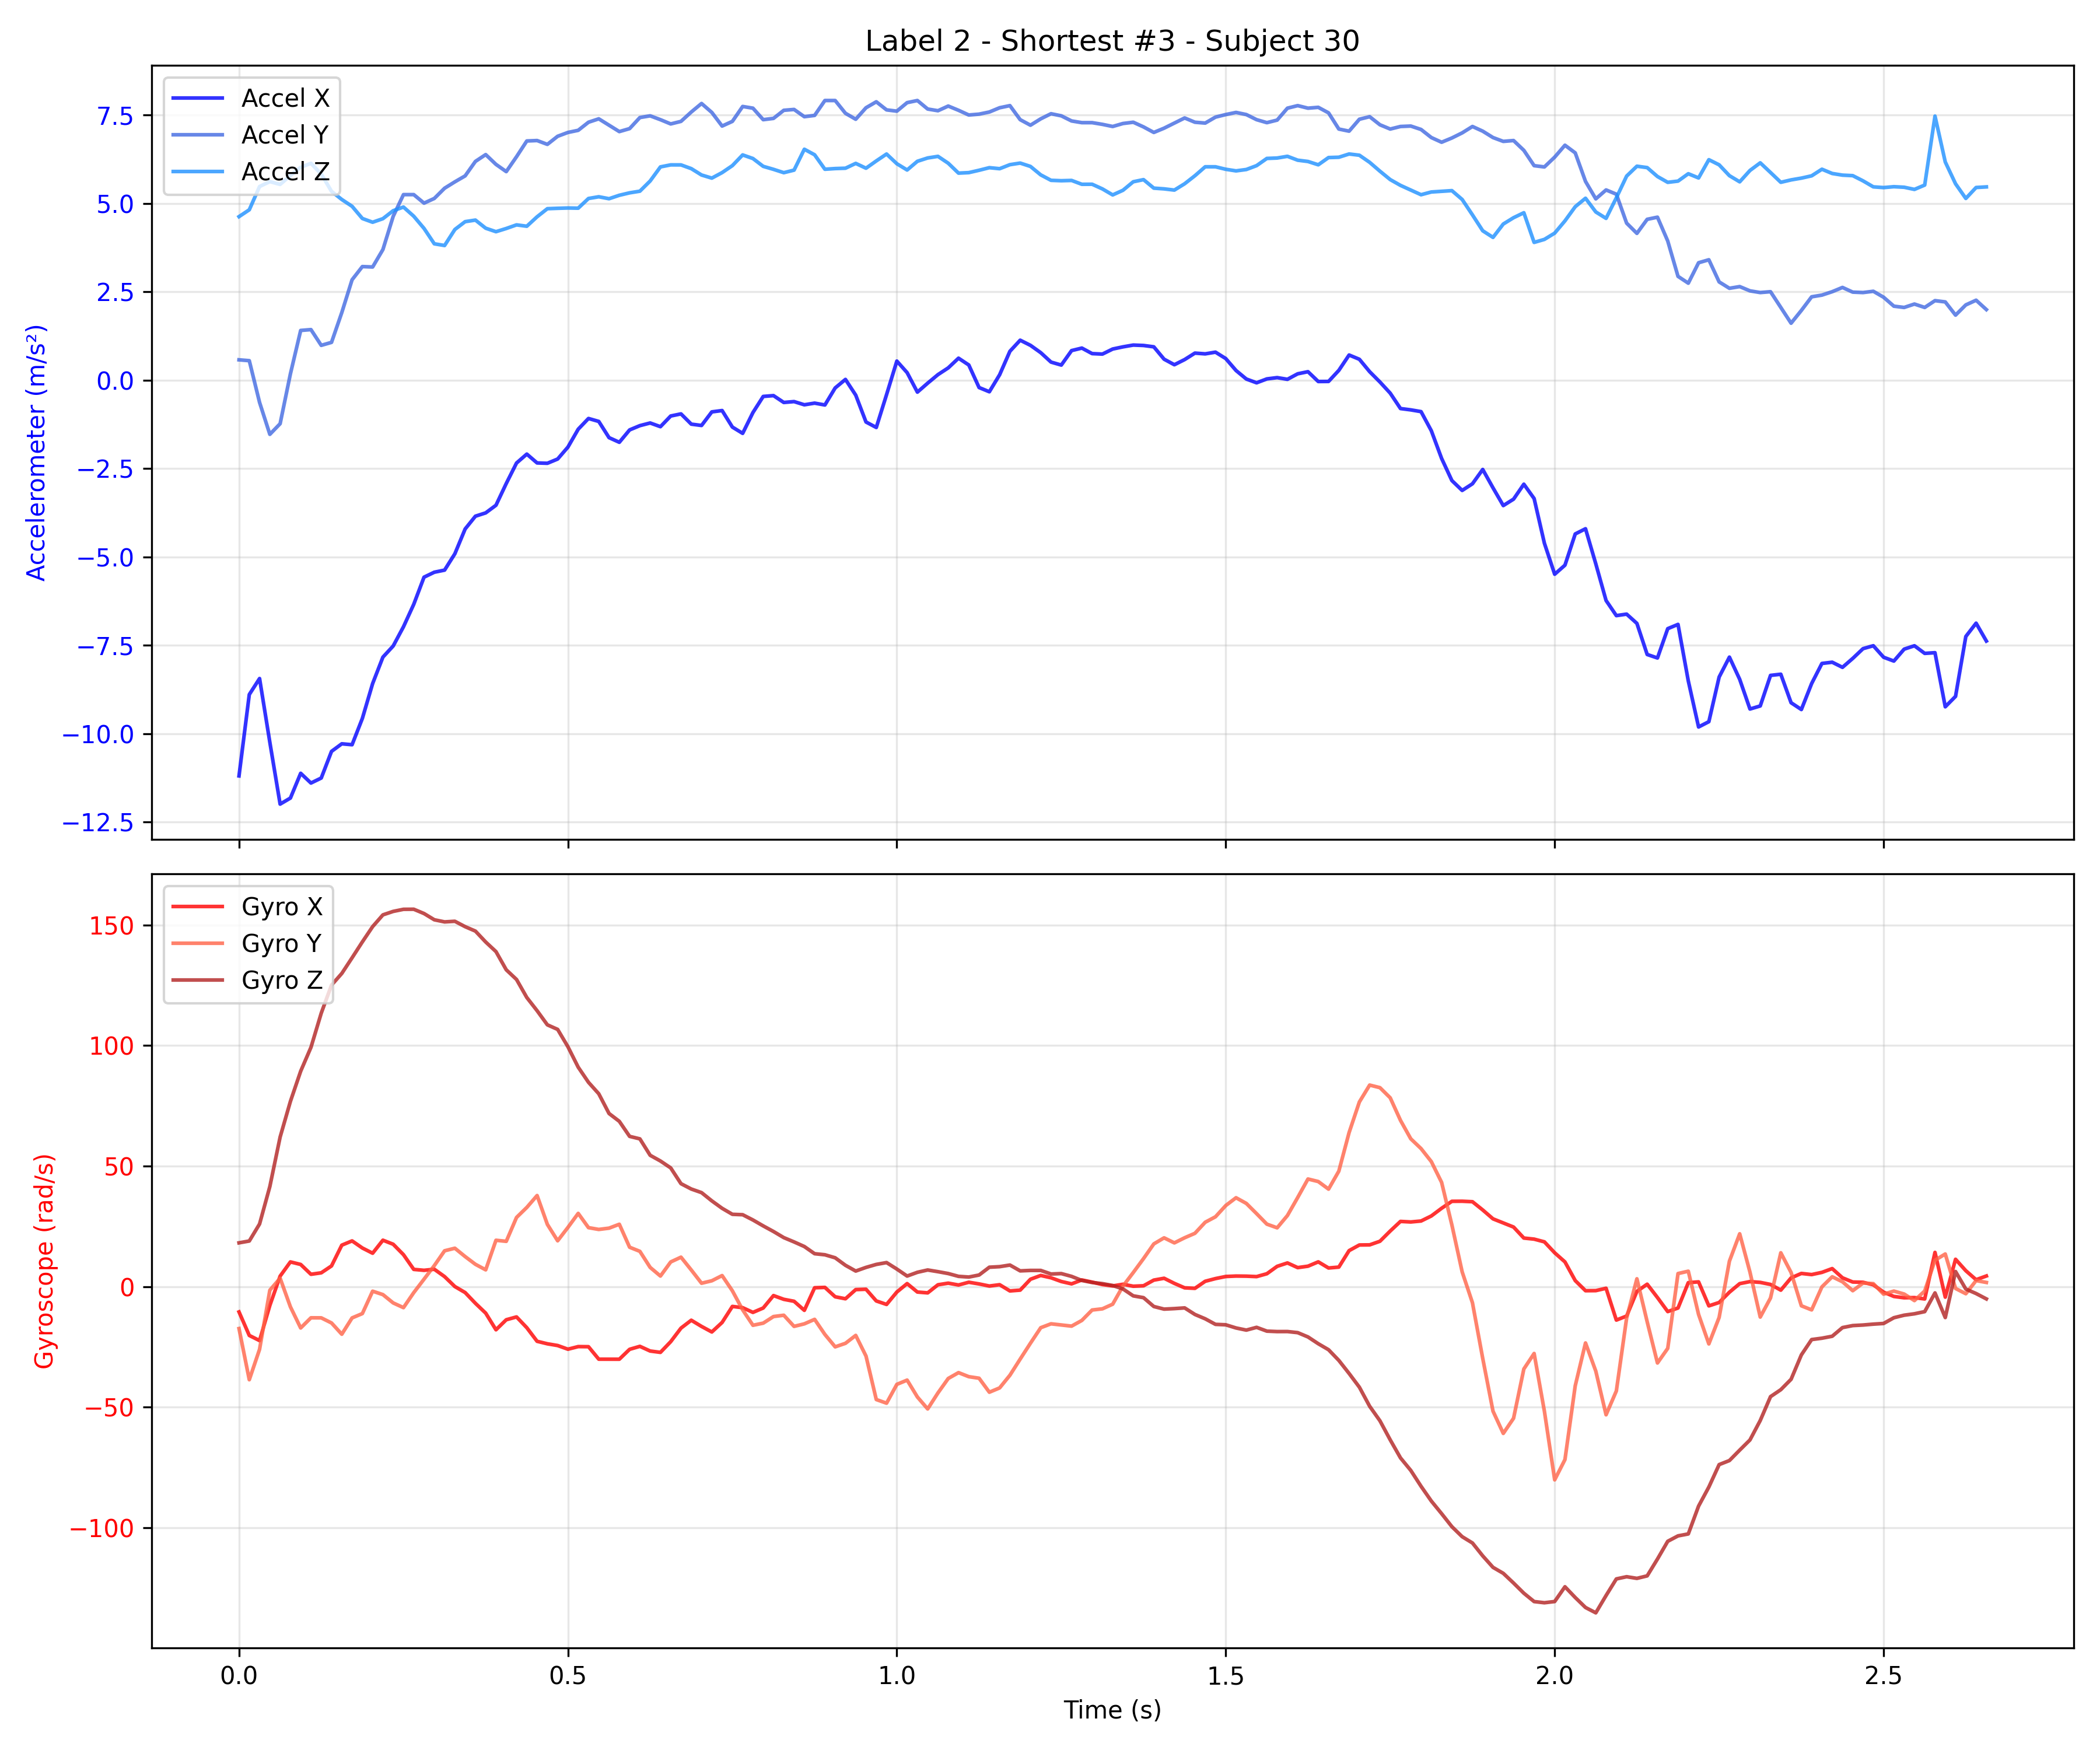 Label 2 - Shortest #3 - Subject 30
Accel X
Accel Y
Accel Z
7.5
5.0
2.5
0.0
−2.5
−5.0
−7.5
−10.0
−12.5
Accelerometer (m/s²)
Gyro X
Gyro Y
Gyro Z
150
100
50
0
−50
−100
Gyroscope (rad/s)
0.0 0.5 1.0 1.5 2.0 2.5
Time (s)